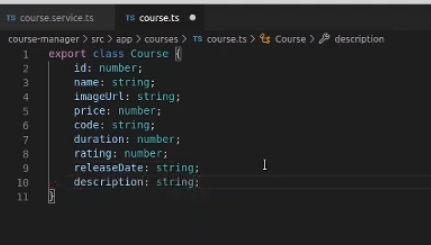 TS course.service.ts TS course.ts
course-manager > src > app > courses > TS course.ts > Course > description
1 export class Course {
2 id: number;
3 name: string;
4 imageUrl: string;
5 price: number;
6 code: string;
7 duration: number;
8 rating: number;
9 releaseDate: string;
10 description: string;
11 }